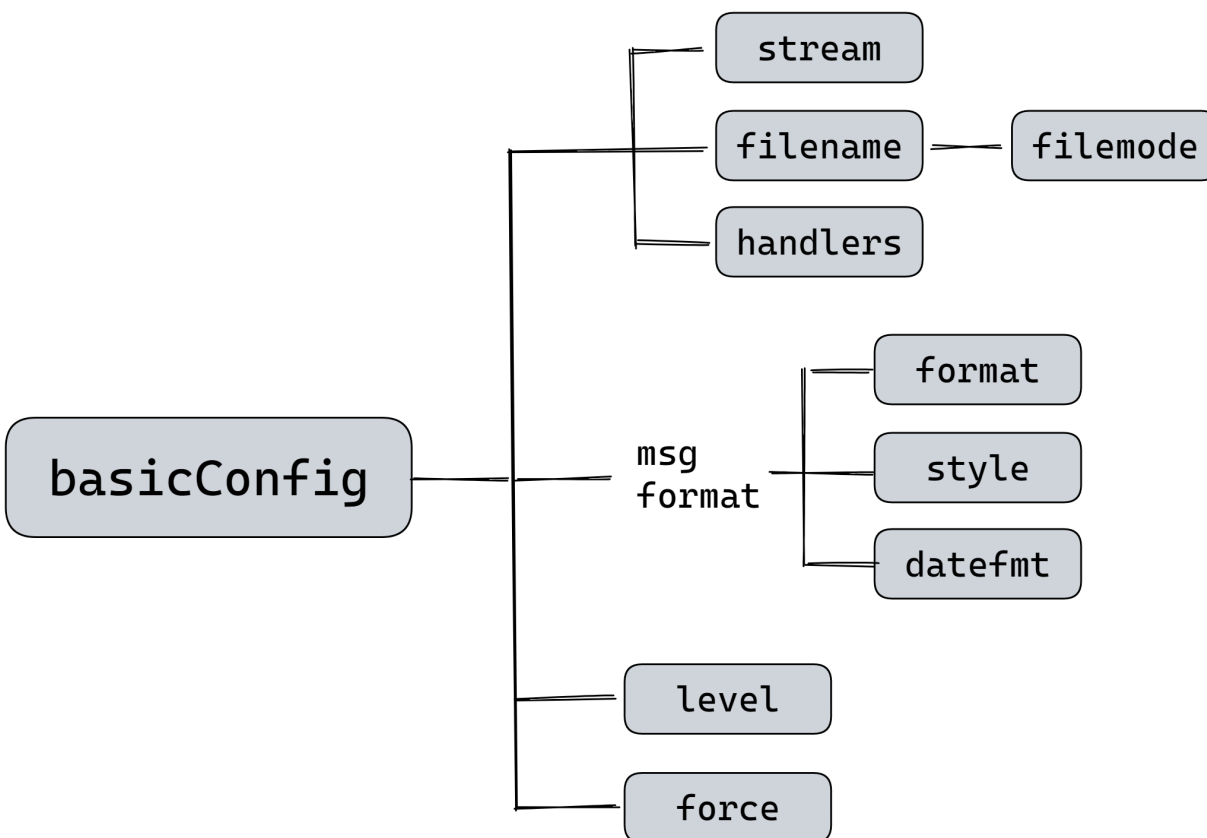 stream
filename
filemode
handlers
format
msg
format
style
basicConfig
datefmt
level
force